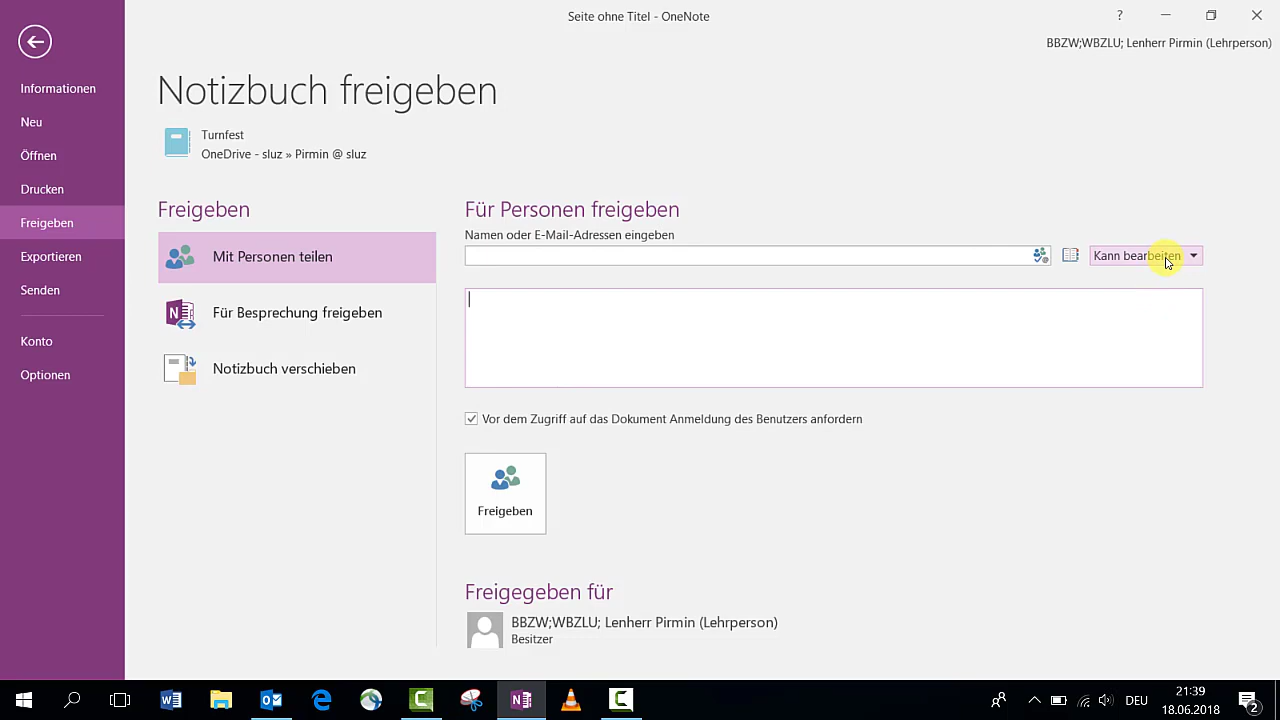 Seite ohne Titel - OneNote
?
BBZW;WBZLU; Lenherr Pirmin (Lehrperson)
Informationen
Neu
Öffnen
Drucken
Freigeben
Exportieren
Senden
Konto
Optionen
Notizbuch freigeben
Turnfest
OneDrive - sluz » Pirmin @ sluz
Freigeben
Mit Personen teilen
Für Besprechung freigeben
Notizbuch verschieben
Für Personen freigeben
Namen oder E-Mail-Adressen eingeben
Kann bearbeiten
Vor dem Zugriff auf das Dokument Anmeldung des Benutzers anfordern
Freigeben
Freigegeben für
BBZW;WBZLU; Lenherr Pirmin (Lehrperson)
Besitzer
DEU
21:39
18.06.2018
2